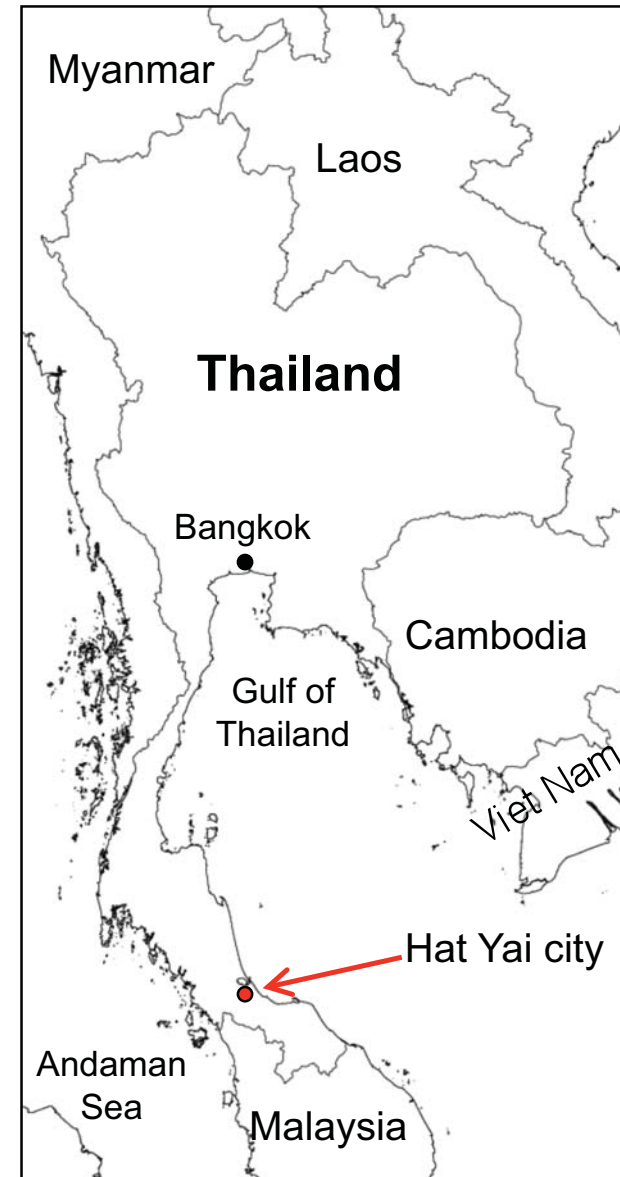 Myanmar
Laos
Thailand
Bangkok
Cambodia
Gulf of
Thailand
Viet Nam
Hat Yai city
Andaman
Sea
Malaysia